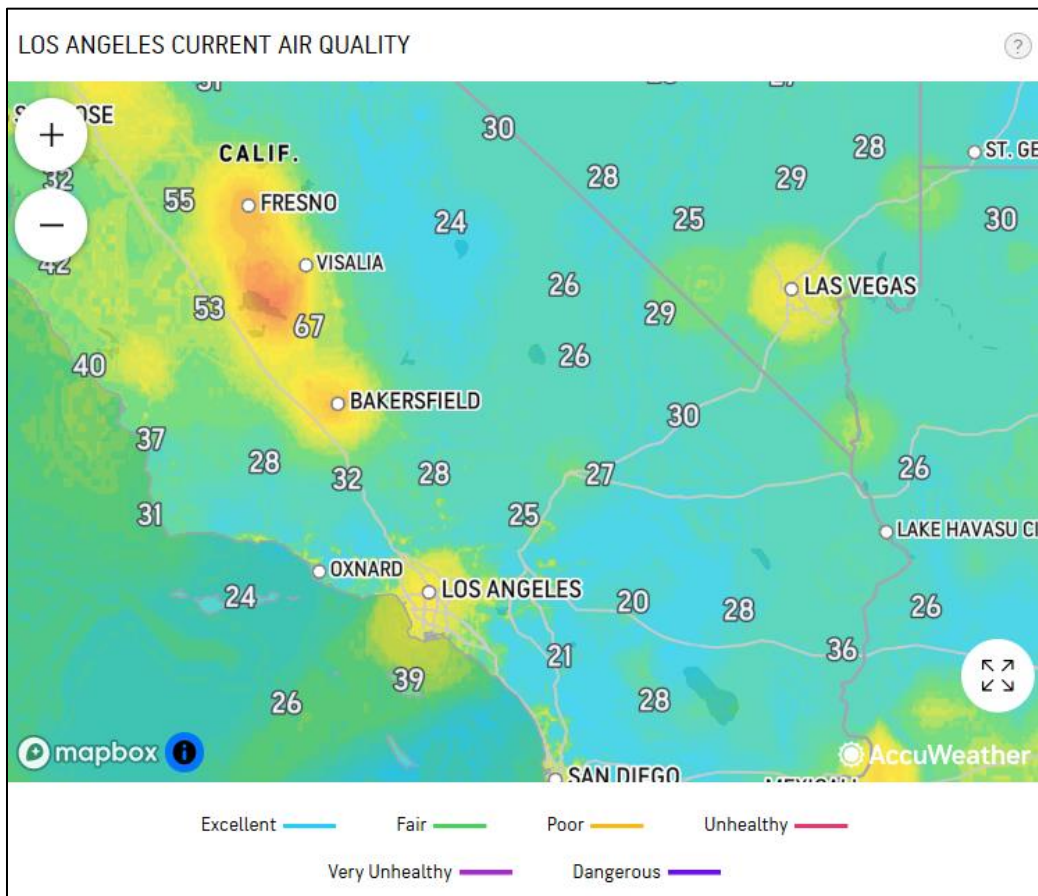 LOS ANGELES CURRENT AIR QUALITY
?
30
28
ST. GE
CALIF.
28
29
32
55
FRESNO
24
25
30
42
VISALIA
26
LAS VEGAS
53
67
29
40
26
BAKERSFIELD
30
37
28
32
28
27
26
31
25
LAKE HAVASU CI
OXNARD
LOS ANGELES
24
20
28
26
21
36
39
26
28
mapbox
i
AccuWeather
SAN DIEGO
Excellent
Fair
Poor
Unhealthy
Very Unhealthy
Dangerous